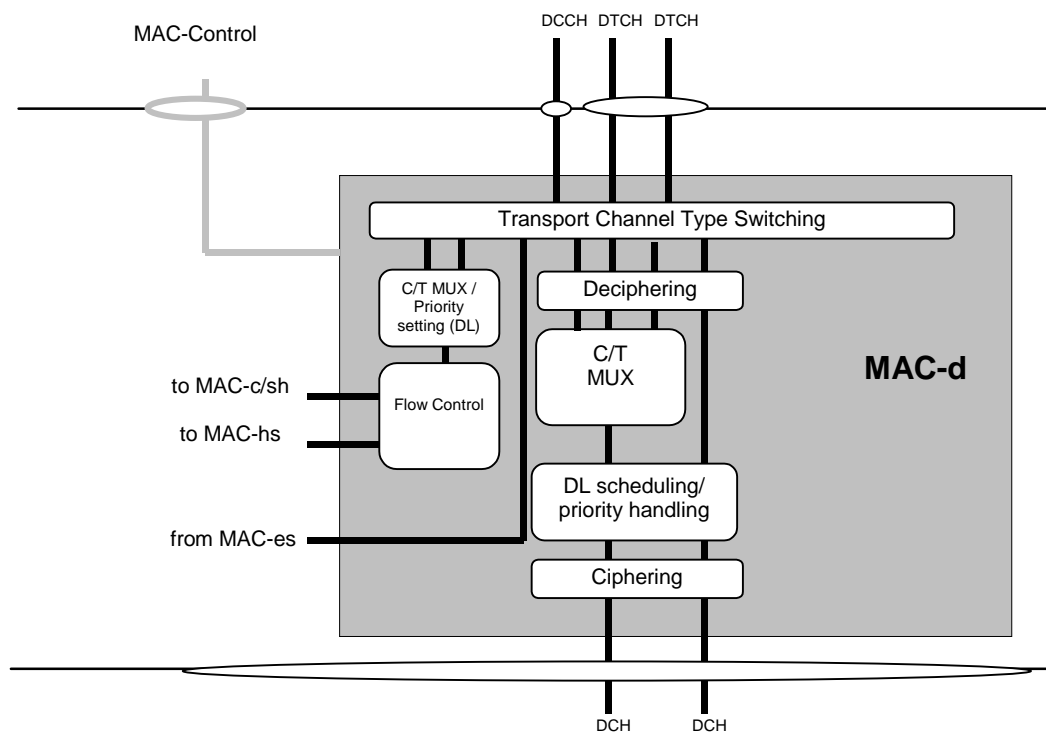 DCCH DTCH DTCH
MAC-Control
Transport Channel Type Switching
C/T MUX /
Priority
setting (DL)
Deciphering
C/T
MUX
MAC-d
to MAC-c/sh
Flow Control
to MAC-hs
DL scheduling/
priority handling
from MAC-es
Ciphering
DCH DCH